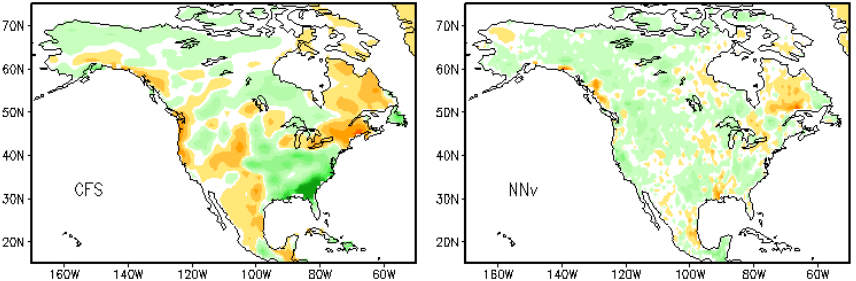 70N 70N
60N 60N
50N 50N
40N 40N
30N CFS 30N NNv
20N 20N
160W 140W 120W 100W 80W 60W 160W 140W 120W 100W 80W 60W